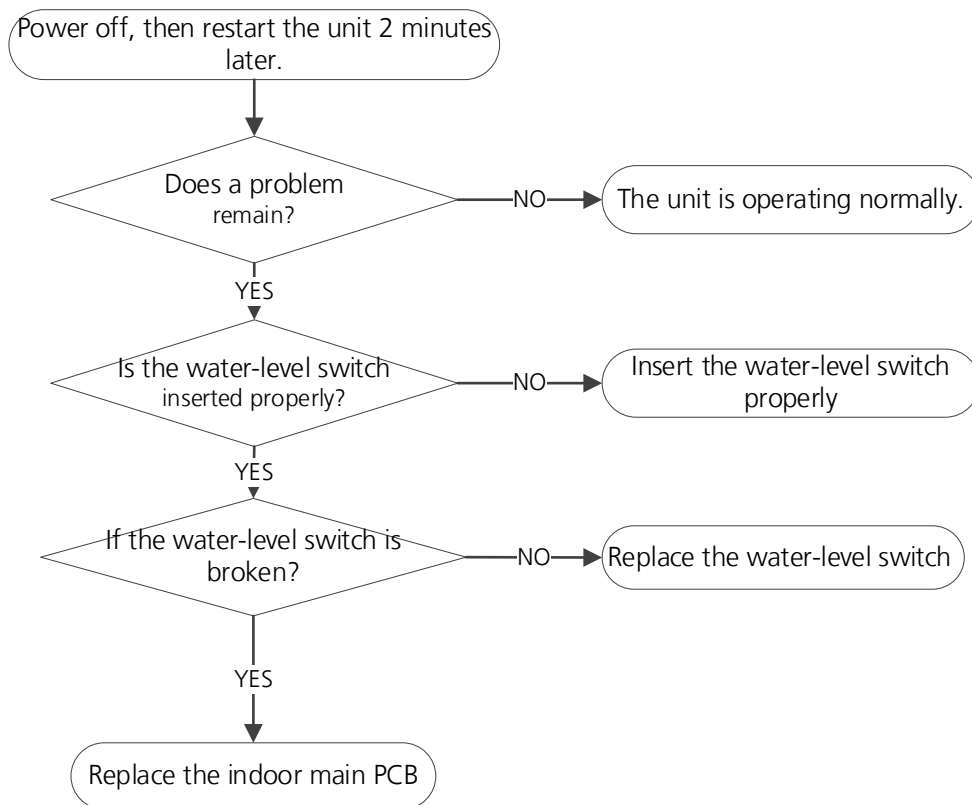 Power off, then restart the unit 2 minutes
later.
Does a problem
remain?
NO
The unit is operating normally.
YES
Is the water-level switch
inserted properly?
NO
Insert the water-level switch
properly
YES
If the water-level switch is
broken?
NO
Replace the water-level switch
YES
Replace the indoor main PCB